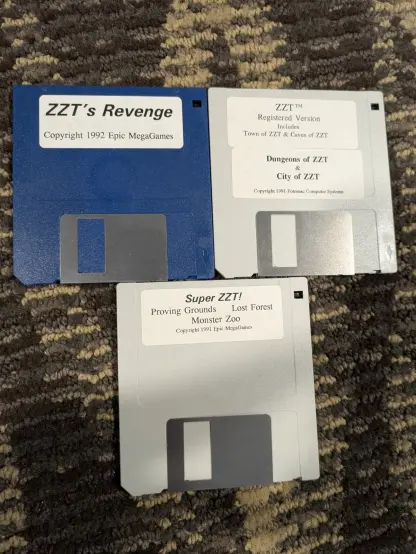 ZZT's Revenge
Copyright 1992 Epic MegaGames
ZZT™
Registered Version
Includes
Town of ZZT & Caves of ZZT
Dungeons of ZZT
&
City of ZZT
Copyright 1991 Potomac Computer Systems
Super ZZT!
Proving Grounds Lost Forest
Monster Zoo
Copyright 1991 Epic MegaGames